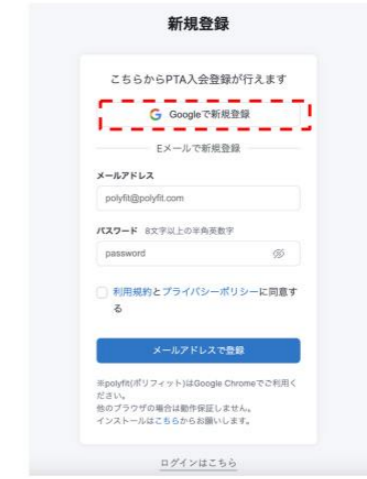 新規登録
こちらからPTA入会登録が行えます
Googleで新規登録
Eメールで新規登録
メールアドレス
polyfit@polyfit.com
パスワード 8文字以上の半角英数字
password
利用規約とプライバシーポリシーに同意す
る
メールアドレスで登録
※polyfit(ポリフィット)はGoogle Chromeでご利用く
ださい。
他のブラウザの場合は動作保証しません。
インストールはこちらからお願いします。
ログインはこちら